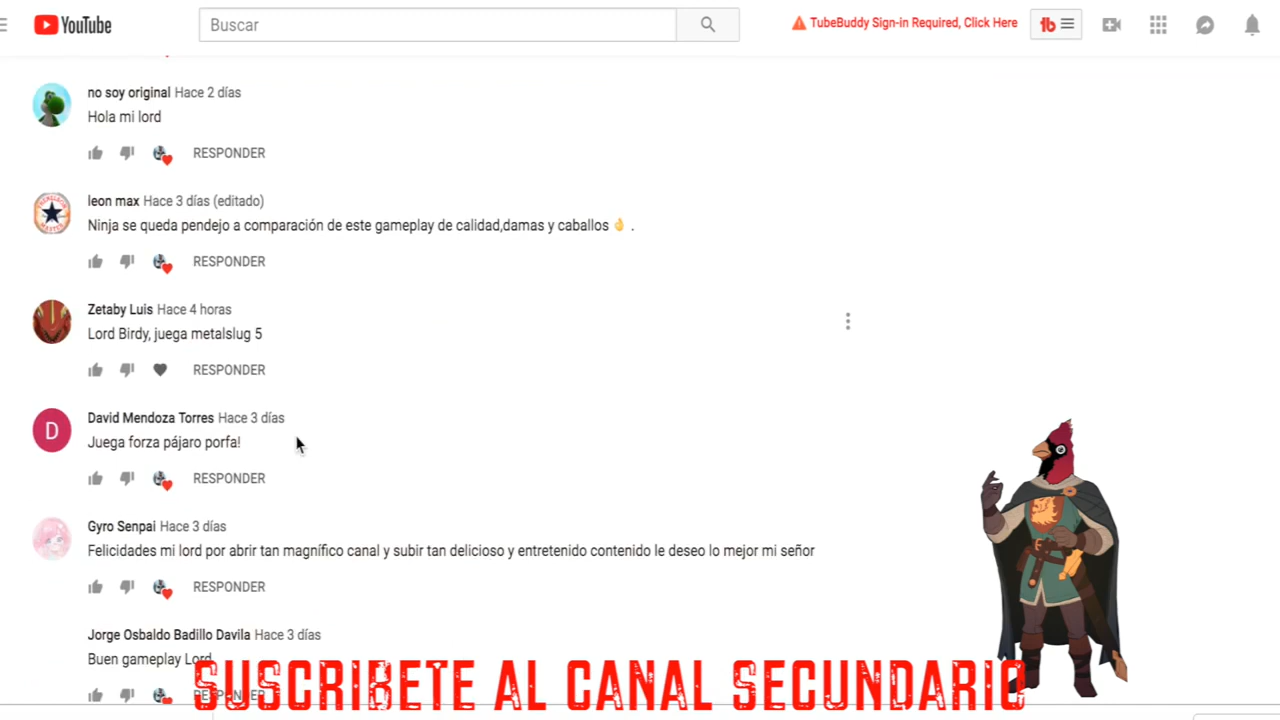 YouTube
Buscar
TubeBuddy Sign-in Required, Click Here
tb
no soy original Hace 2 días
Hola mi lord
RESPONDER
leon max Hace 3 días (editado)
Ninja se queda pendejo a comparación de este gameplay de calidad,damas y caballos 👌 .
RESPONDER
Zetaby Luis Hace 4 horas
Lord Birdy, juega metalslug 5
RESPONDER
D
David Mendoza Torres Hace 3 días
Juega forza pájaro porfa!
RESPONDER
Gyro Senpai Hace 3 días
Felicidades mi lord por abrir tan magnífico canal y subir tan delicioso y entretenido contenido le deseo lo mejor mi señor
RESPONDER
Jorge Osbaldo Badillo Davila Hace 3 días
Buen gameplay Lord
RESPONDER
SUSCRIBETE AL CANAL SECUNDARIO